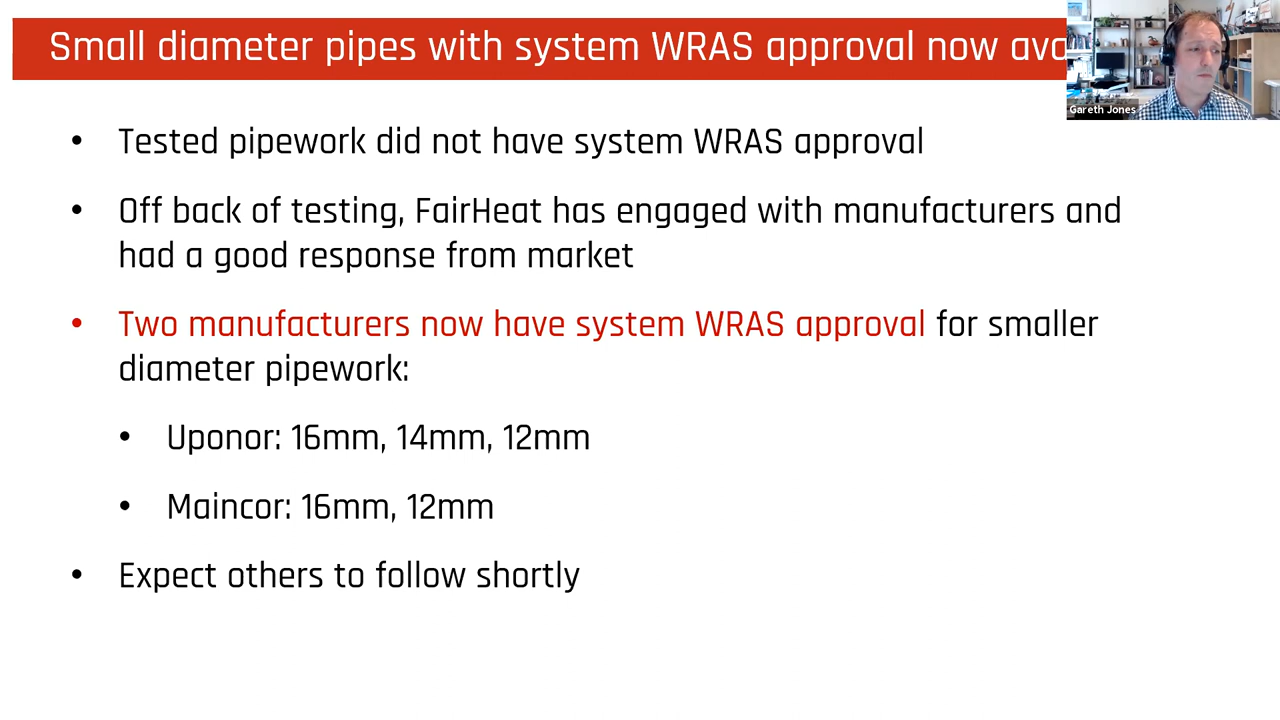 Small diameter pipes with system WRAS approval now
Gareth Jones
• Tested pipework did not have system WRAS approval
• Off back of testing, FairHeat has engaged with manufacturers and
had a good response from market
• Two manufacturers now have system WRAS approval for smaller
diameter pipework:
• Uponor: 16mm, 14mm, 12mm
• Maincor: 16mm, 12mm
• Expect others to follow shortly